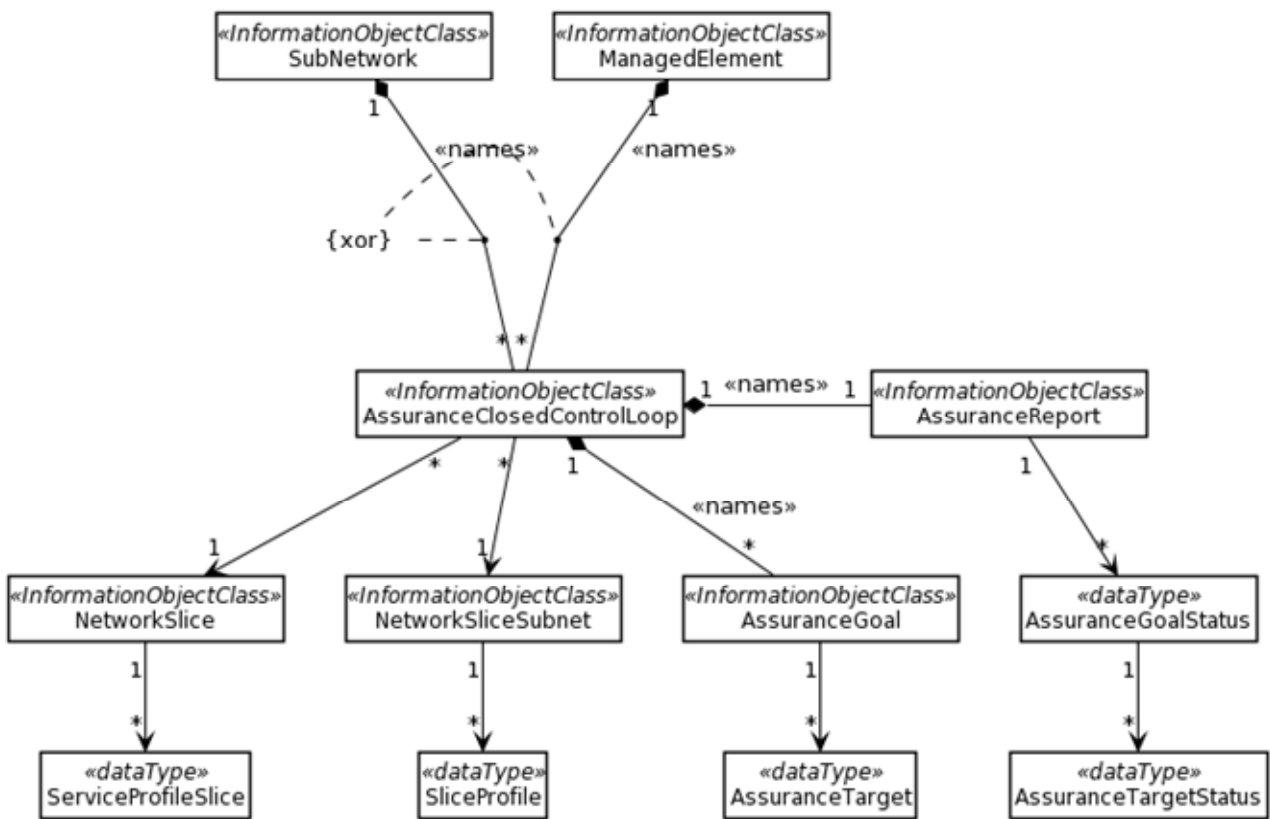 «InformationObjectClass»
SubNetwork
«InformationObjectClass»
ManagedElement
1
1
«names»
«names»
{xor}
*
*
«InformationObjectClass»
AssuranceClosedControlLoop
1
«names»
1
«InformationObjectClass»
AssuranceReport
*
*
1
1
«names»
1
1
*
*
«InformationObjectClass»
NetworkSlice
«InformationObjectClass»
NetworkSliceSubnet
«InformationObjectClass»
AssuranceGoal
«dataType»
AssuranceGoalStatus
1
1
1
1
*
*
*
*
«dataType»
ServiceProfileSlice
«dataType»
SliceProfile
«dataType»
AssuranceTarget
«dataType»
AssuranceTargetStatus